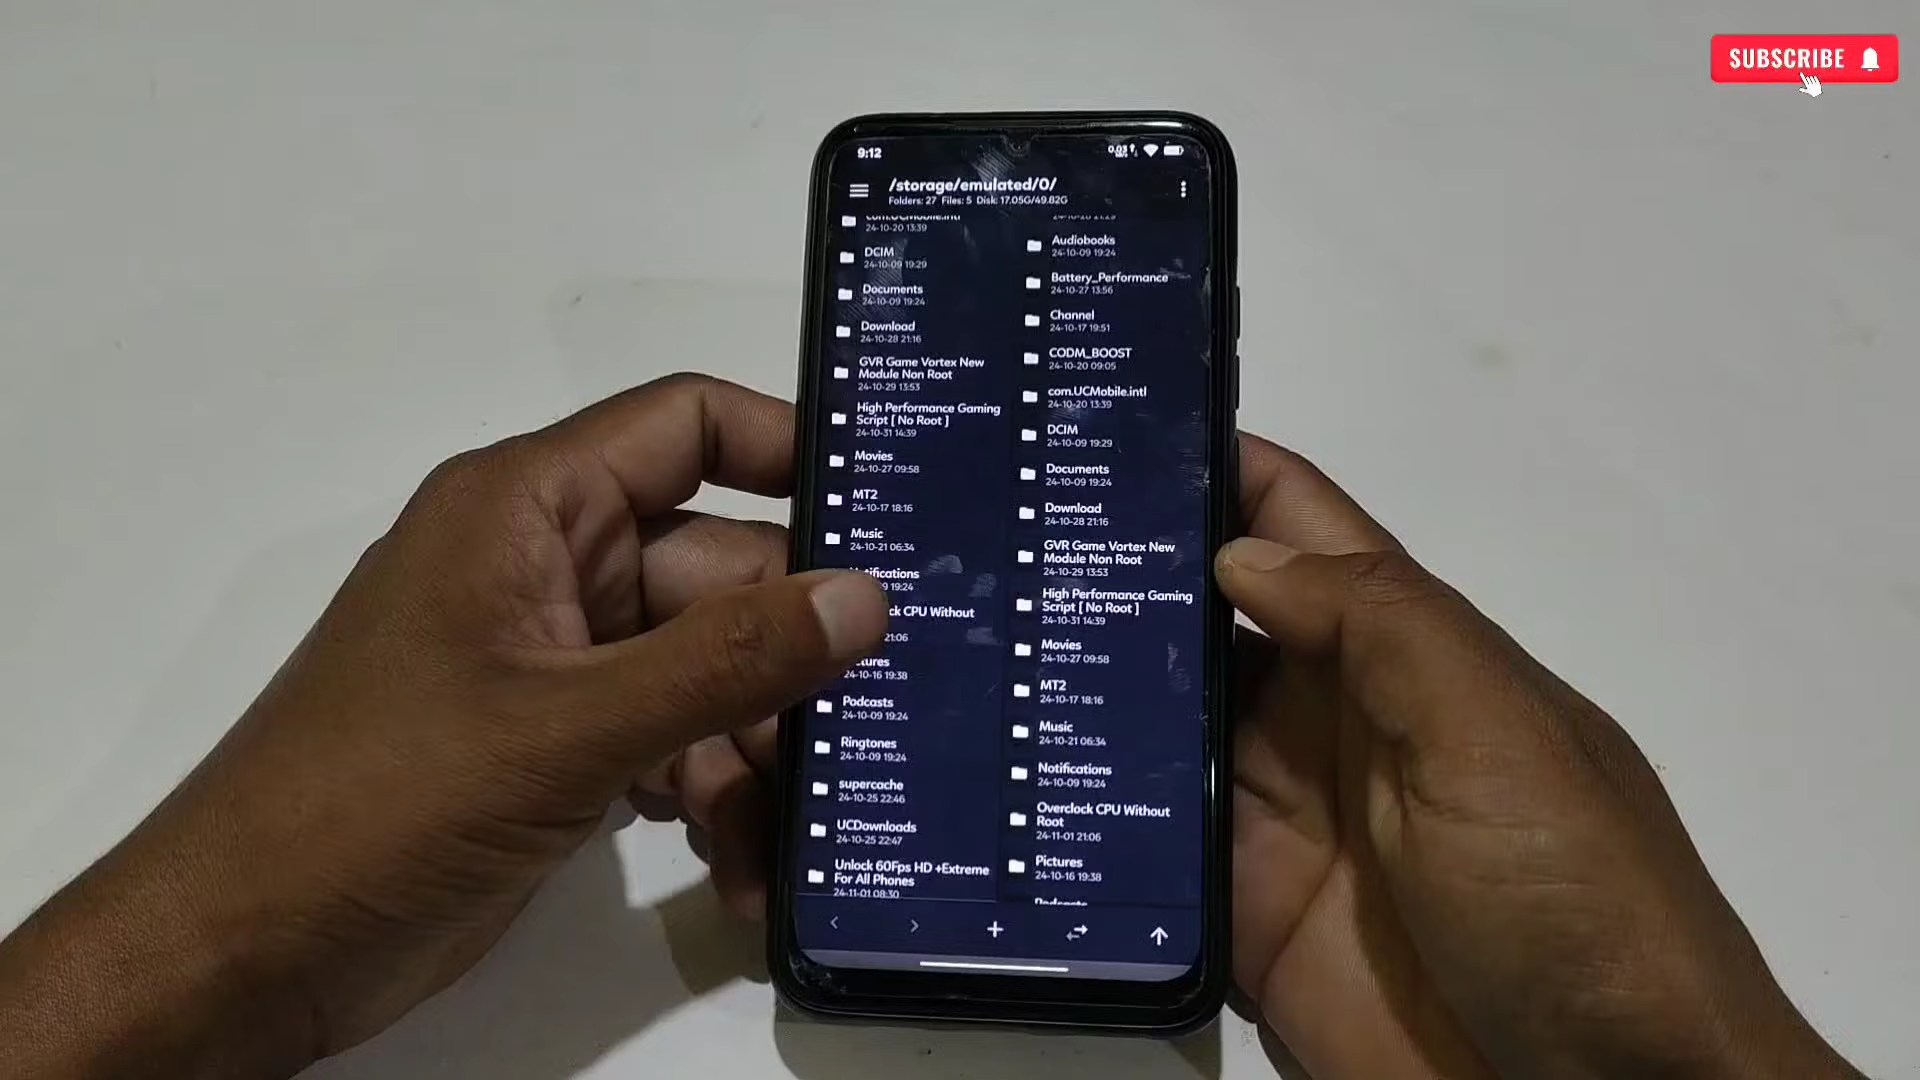 SUBSCRIBE
9:12
/storage/emulated/0/
Folders: 27 Files: 5 Disk: 17.05G/49.82G
com.UCMobile.intl
24-10-20 13:39
DCIM
24-10-09 19:29
Documents
24-10-09 19:24
Download
24-10-28 21:16
GVR Game Vortex New
Module Non Root
24-10-29 13:53
High Performance Gaming
Script [ No Root ]
24-10-31 14:39
Movies
24-10-27 09:58
MT2
24-10-17 18:16
Music
24-10-21 06:34
19:24
CPU Without
21:06
24-10-16 19:38
Podcasts
24-10-09 19:24
Ringtones
24-10-09 19:24
supercache
24-10-25 22:46
UCDownloads
24-10-25 22:47
Unlock 60Fps HD +Extreme
For All Phones
24-11-01 08:30
Audiobooks
24-10-09 19:24
Battery_Performance
24-10-27 13:56
Channel
24-10-17 19:51
CODM_BOOST
24-10-20 09:05
com.UCMobile.intl
24-10-20 13:39
DCIM
24-10-09 19:29
Documents
24-10-09 19:24
Download
24-10-28 21:16
GVR Game Vortex New
Module Non Root
24-10-29 13:53
High Performance Gaming
Script [ No Root ]
24-10-31 14:39
Movies
24-10-27 09:58
MT2
24-10-17 18:16
Music
24-10-21 06:34
Notifications
24-10-09 19:24
Overclock CPU Without
Root
24-11-01 21:06
Pictures
24-10-16 19:38
Podcasts